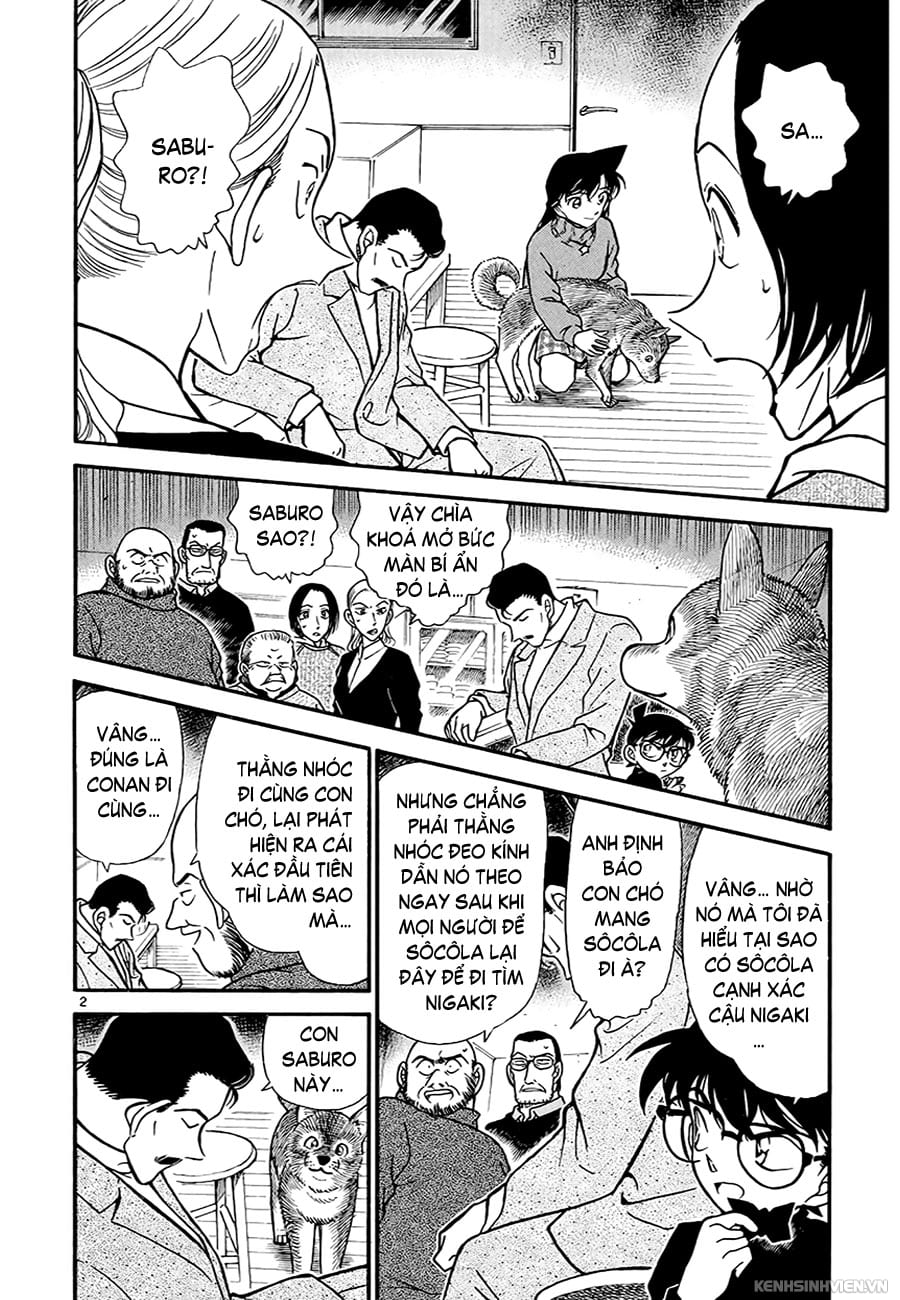 SA...
SABU-
RO?!
VẬY CHÌA
KHOÁ MỞ BỨC
MÀN BÍ ẨN
ĐÓ LÀ...
SABURO
SAO?!
VÂNG... NHỜ
NÓ MÀ TÔI ĐÃ
HIỂU TẠI SAO
CÓ SÔCÔLA
CẠNH XÁC
CẬU NIGAKI
...
ANH ĐỊNH
BẢO
CON CHÓ
MANG
SÔCÔLA
ĐI À?
NHƯNG CHẲNG
PHẢI THẰNG
NHÓC ĐEO KÍNH
DẪN NÓ THEO
NGAY SAU KHI
MỌI NGƯỜI ĐỂ
SÔCÔLA LẠI
ĐÂY ĐỂ ĐI TÌM
NIGAKI?
THẰNG NHÓC
ĐI CÙNG CON
CHÓ, LẠI PHÁT
HIỆN RA CÁI
XÁC ĐẦU TIÊN
THÌ LÀM SAO
MÀ...
VÂNG...
ĐÚNG LÀ
CONAN ĐI
CÙNG...
2
CON
SABURO
NÀY...
KENHSINHVIEN.VN